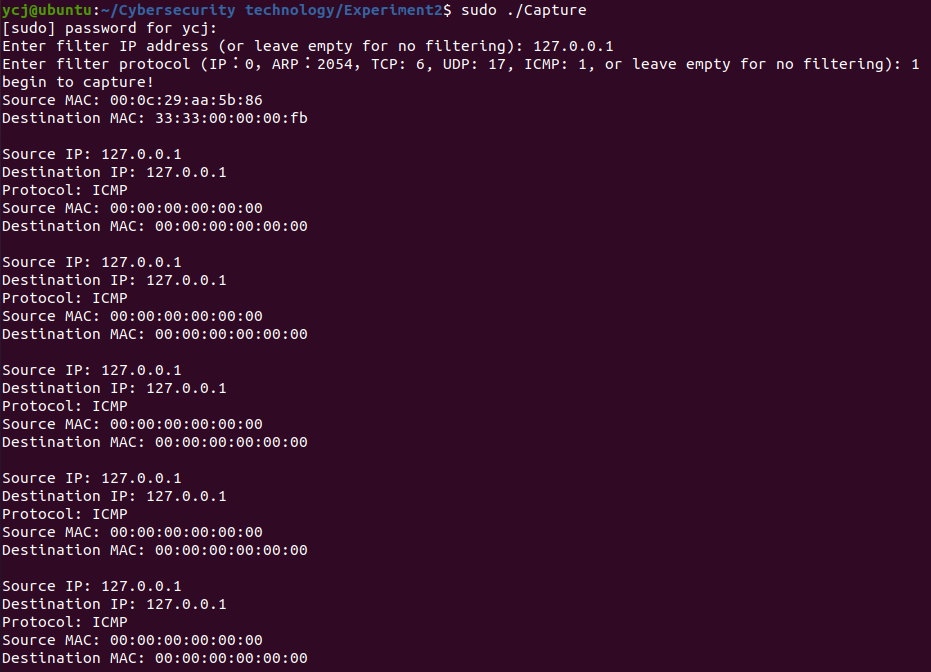 ycj@ubuntu:~/Cybersecurity technology/Experiment2$ sudo ./Capture
[sudo] password for ycj:
Enter filter IP address (or leave empty for no filtering): 127.0.0.1
Enter filter protocol (IP：0, ARP：2054, TCP: 6, UDP: 17, ICMP: 1, or leave empty for no filtering): 1
begin to capture!
Source MAC: 00:0c:29:aa:5b:86
Destination MAC: 33:33:00:00:00:fb

Source IP: 127.0.0.1
Destination IP: 127.0.0.1
Protocol: ICMP
Source MAC: 00:00:00:00:00:00
Destination MAC: 00:00:00:00:00:00

Source IP: 127.0.0.1
Destination IP: 127.0.0.1
Protocol: ICMP
Source MAC: 00:00:00:00:00:00
Destination MAC: 00:00:00:00:00:00

Source IP: 127.0.0.1
Destination IP: 127.0.0.1
Protocol: ICMP
Source MAC: 00:00:00:00:00:00
Destination MAC: 00:00:00:00:00:00

Source IP: 127.0.0.1
Destination IP: 127.0.0.1
Protocol: ICMP
Source MAC: 00:00:00:00:00:00
Destination MAC: 00:00:00:00:00:00

Source IP: 127.0.0.1
Destination IP: 127.0.0.1
Protocol: ICMP
Source MAC: 00:00:00:00:00:00
Destination MAC: 00:00:00:00:00:00